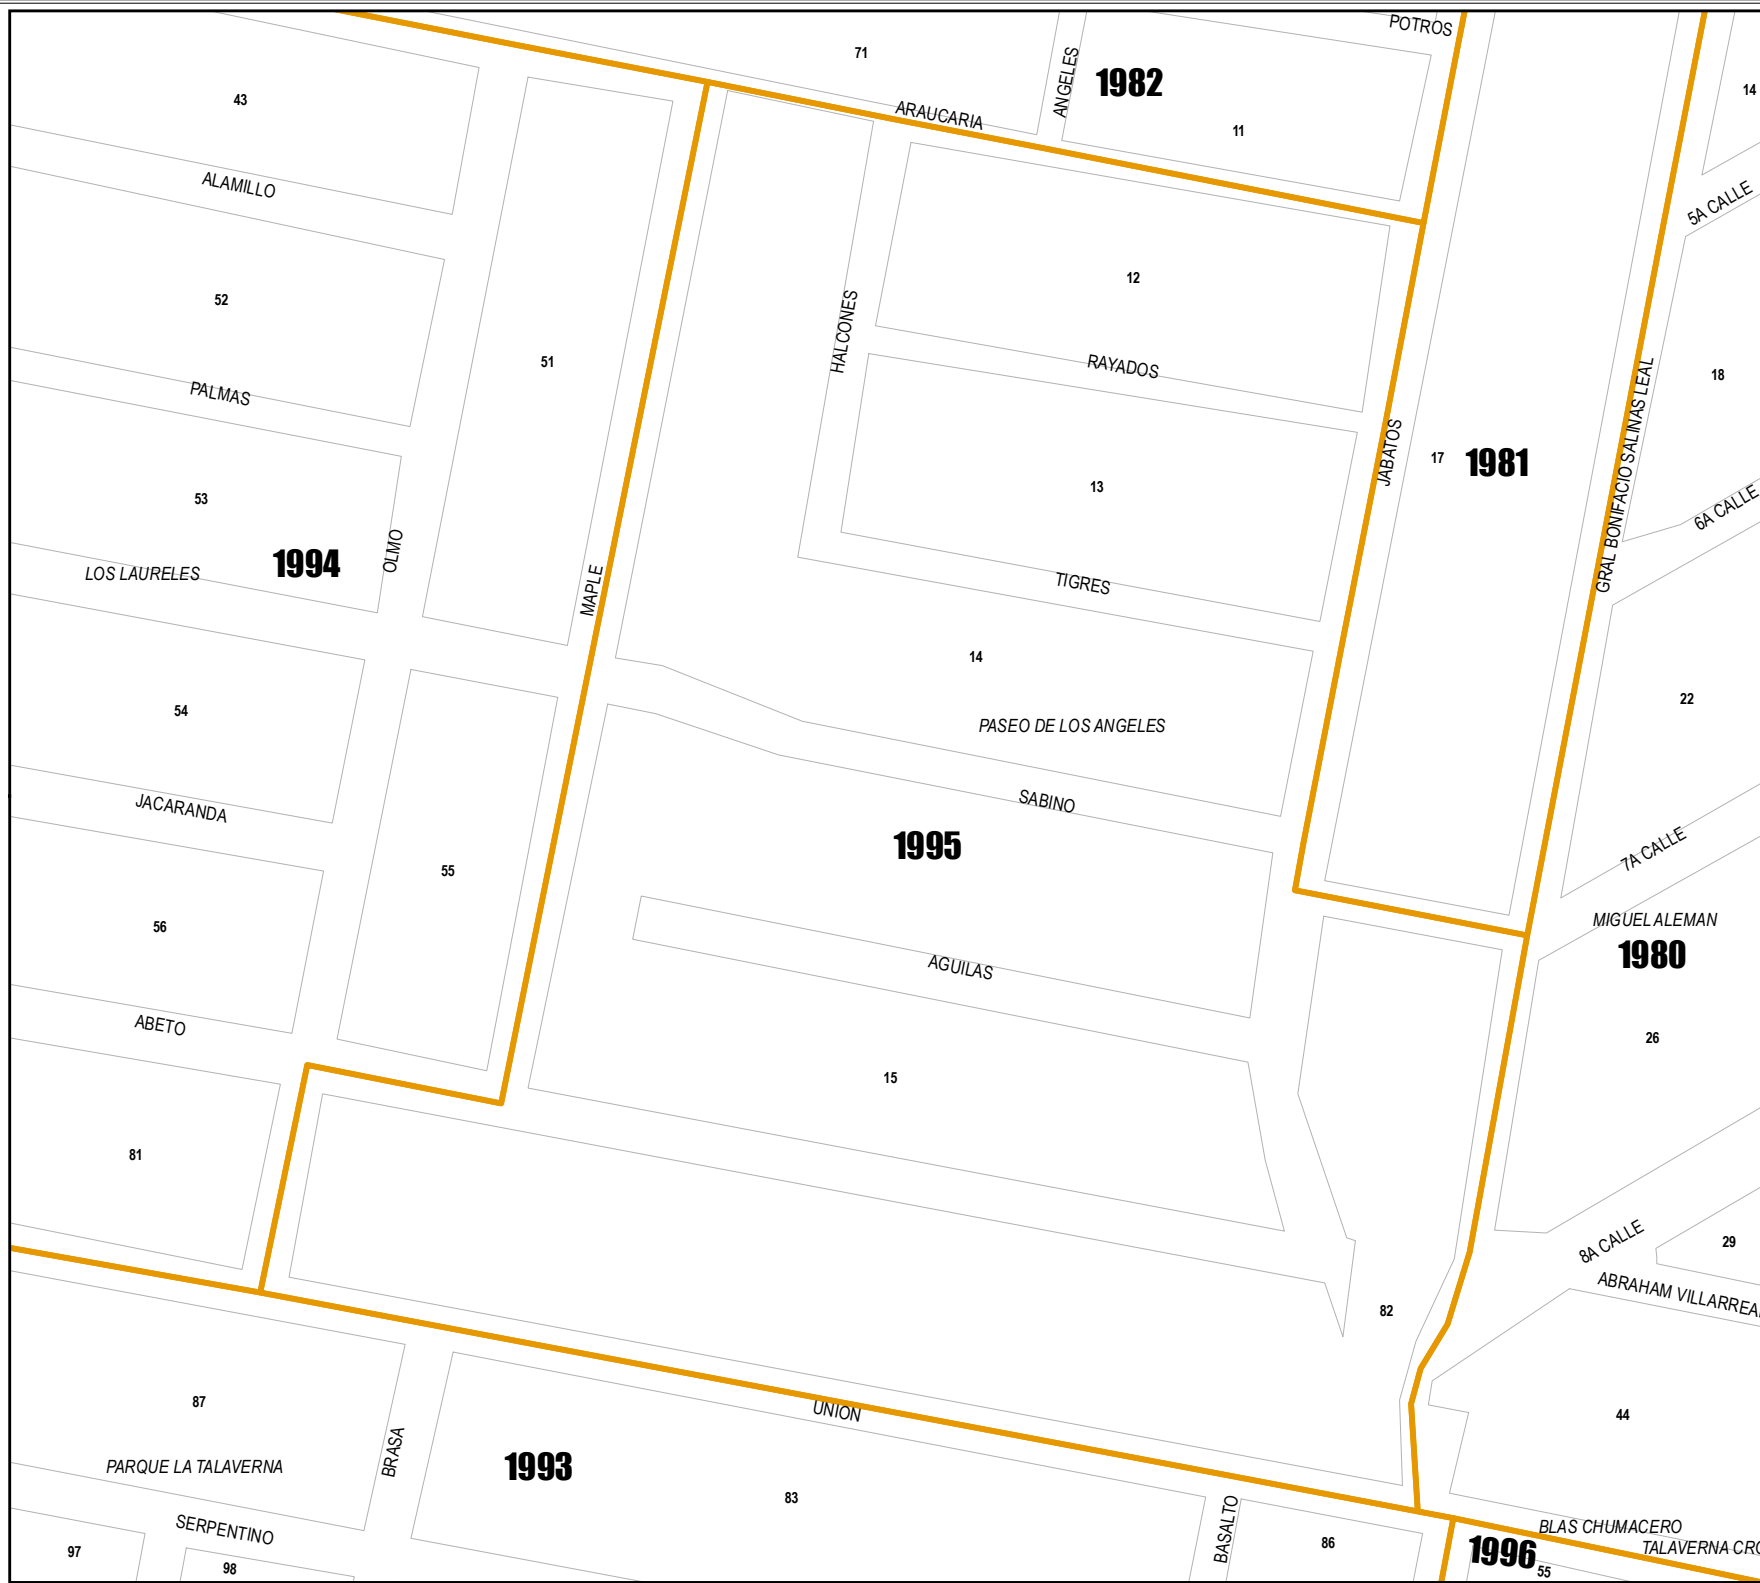 POTROS
71
ANGELES
1982
43
14
ARAUCARIA
11
ALAMILLO
5A CALLE
12
52
HALCONES
51
RAYADOS
18
PALMAS
GRAL BONIFACIO SALINAS LEAL
JABATOS
17
1981
13
53
6A CALLE
OLMO
1994
LOS LAURELES
MAPLE
TIGRES
14
22
54
PASEO DE LOS ANGELES
SABINO
JACARANDA
1995
7A CALLE
55
MIGUEL ALEMAN
56
1980
AGUILAS
ABETO
26
15
81
8A CALLE
29
ABRAHAM VILLARREA
82
87
UNION
44
BRASA
PARQUE LA TALAVERNA
1993
83
SERPENTINO
BASALTO
BLAS CHUMACERO
86
TALAVERNA CRO
97
1996
98
55